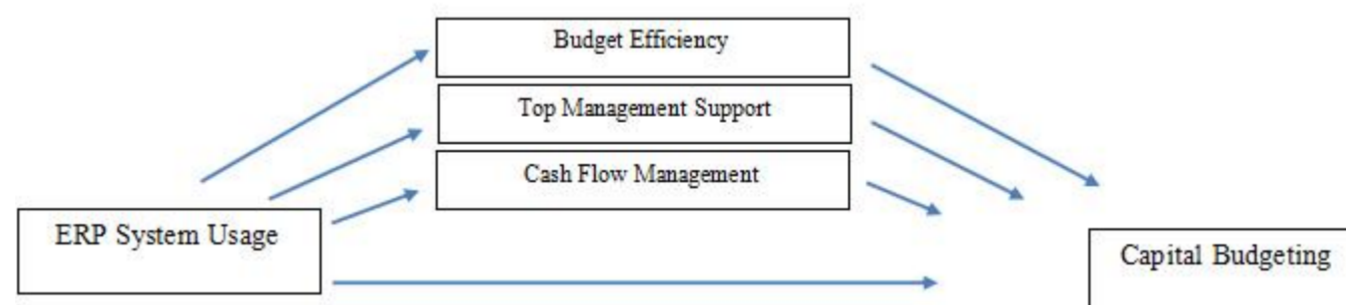 Budget Efficiency
Top Management Support
Cash Flow Management
ERP System Usage
Capital Budgeting